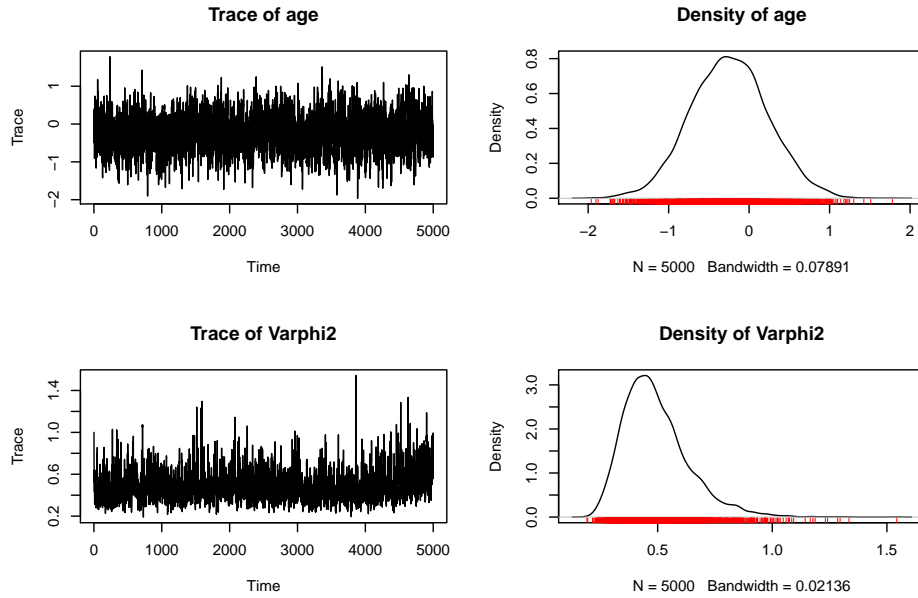 Trace of age
Trace
1
0
−1
−2
0 1000 2000 3000 4000 5000
Time
Density of age
Density
0.8
0.6
0.4
0.2
0.0
−2 −1 0 1 2
N = 5000 Bandwidth = 0.07891
Trace of Varphi2
Trace
1.4
1.0
0.6
0.2
0 1000 2000 3000 4000 5000
Time
Density of Varphi2
Density
3.0
2.0
1.0
0.0
0.5 1.0 1.5
N = 5000 Bandwidth = 0.02136